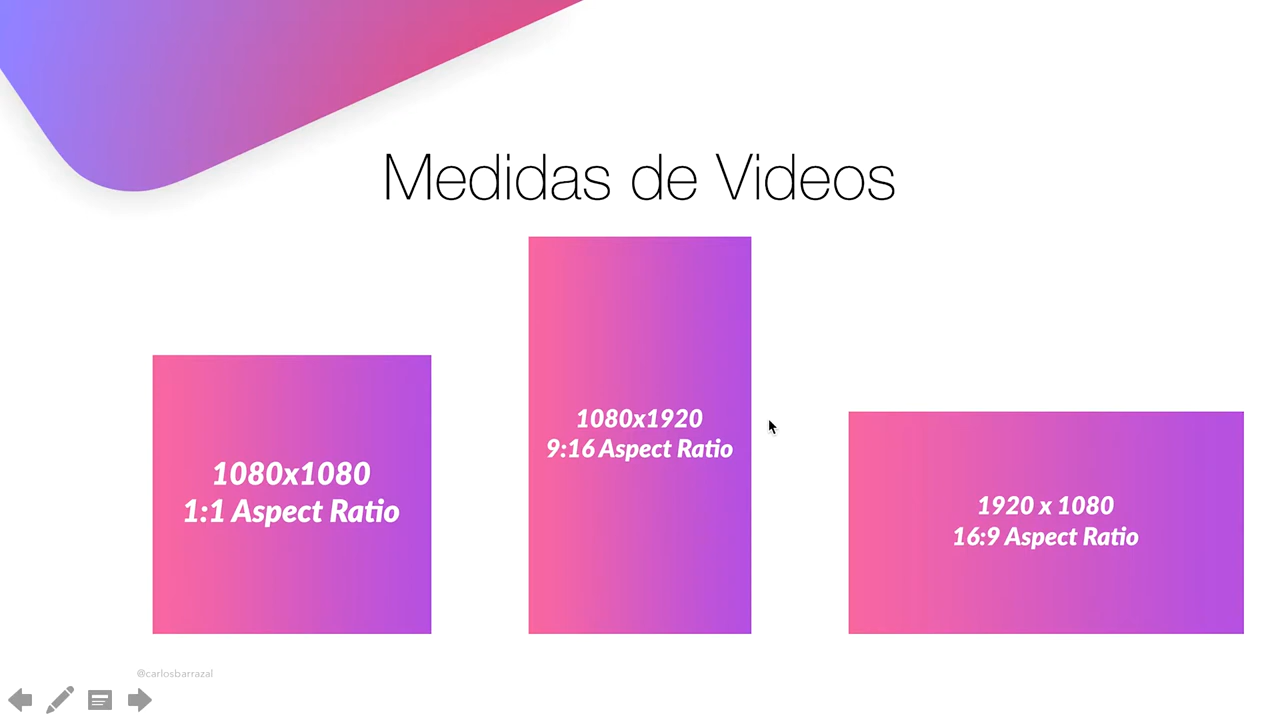 Medidas de Videos
1080x1080
1:1 Aspect Ratio
1080x1920
9:16 Aspect Ratio
1920 x 1080
16:9 Aspect Ratio
@carlosbarrazal